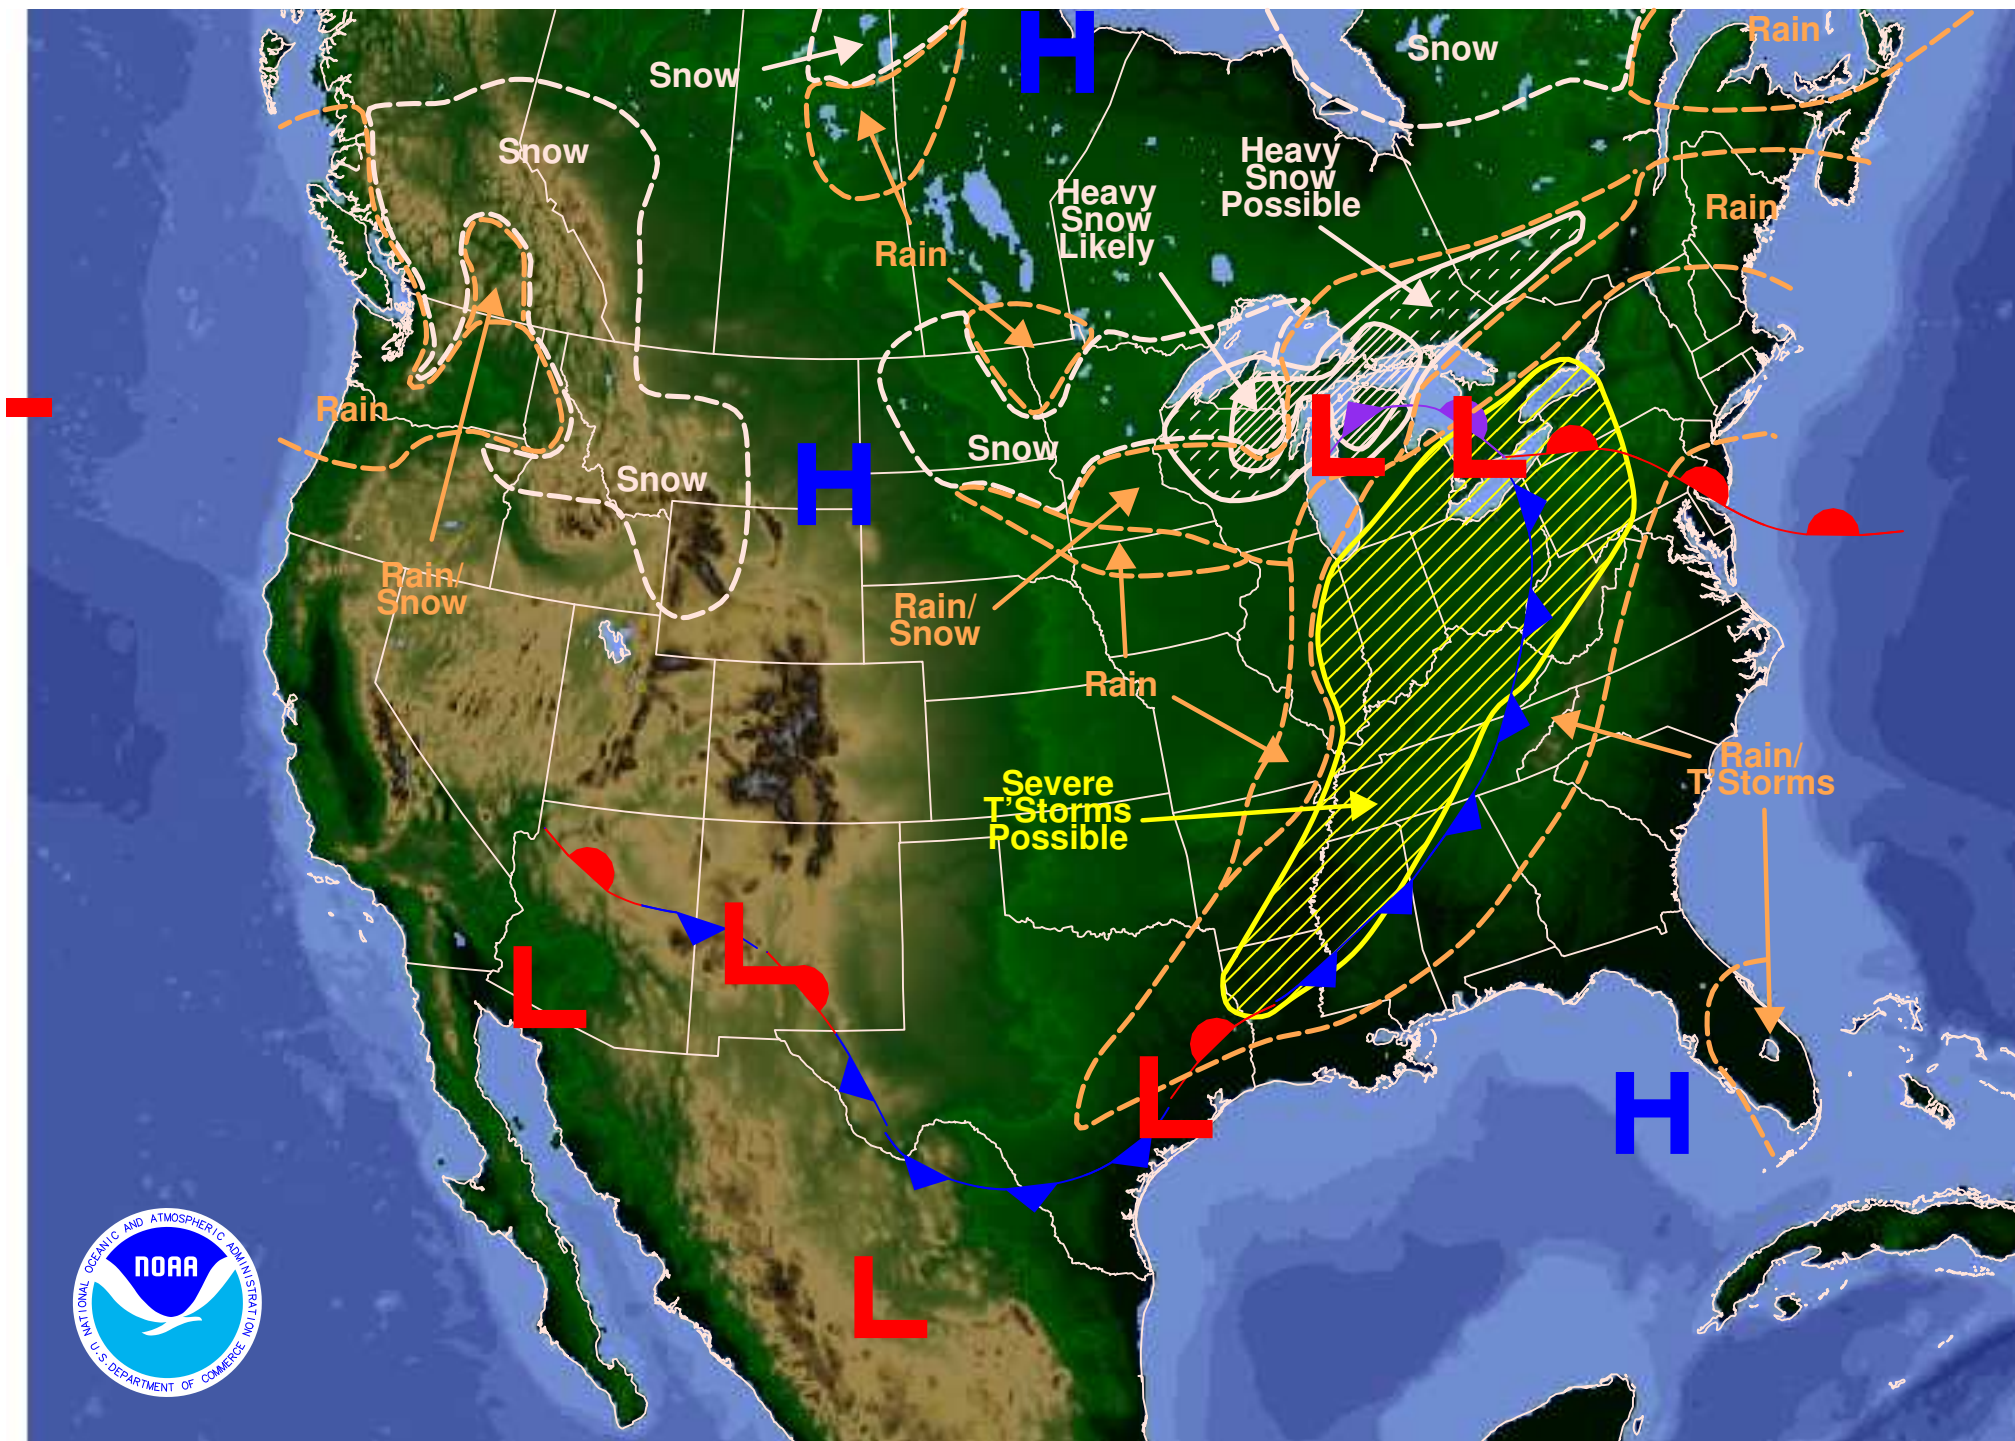 H
Rain
Snow
Snow
Snow
Heavy
Snow
Possible
Heavy
Snow
Likely
Rain
Rain
Rain
L
L
Snow
H
Snow
Rain/
Snow
Rain/
Snow
Rain
Rain/
T'Storms
Severe
T'Storms
Possible
L
L
L
H
L
NATIONAL OCEANIC AND ATMOSPHERIC ADMINISTRATION
NOAA
U.S. DEPARTMENT OF COMMERCE